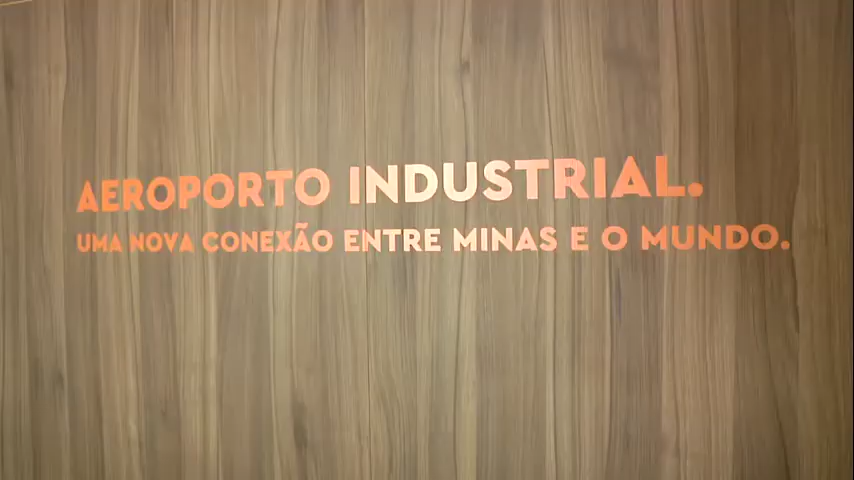 AEROPORTO INDUSTRIAL.
UMA NOVA CONEXÃO ENTRE MINAS E O MUNDO.